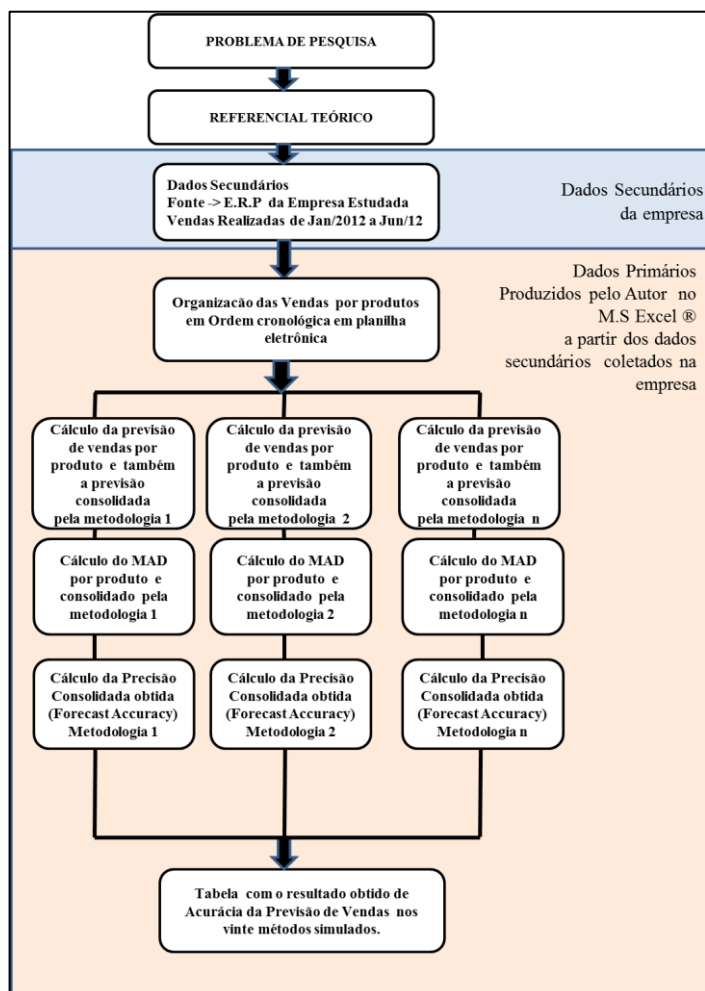 PROBLEMA DE PESQUISA
REFERENCIAL TEÓRICO
Dados Secundários
Fonte -> E.R.P da Empresa Estudada
Vendas Realizadas de Jan/2012 a Jun/12
Dados Secundários
da empresa
Dados Primários
Produzidos pelo Autor no
M.S Excel ®
a partir dos dados
secundários coletados na
empresa
Organizacão das Vendas por produtos
em Ordem cronológica em planilha
eletrônica
Cálculo da previsão
de vendas por
produto e também
a previsão
consolidada
pela metodologia 1
Cálculo da previsão
de vendas por
produto e também
a previsão
consolidada
pela metodologia 2
Cálculo da previsão
de vendas por
produto e também
a previsão
consolidada
pela metodologia n
Cálculo do MAD
por produto e
consolidado pela
metodologia 1
Cálculo do MAD
por produto e
consolidado pela
metodologia 2
Cálculo do MAD
por produto e
consolidado pela
metodologia n
Cálculo da Precisão
Consolidada obtida
(Forecast Accuracy)
Metodologia 1
Cálculo da Precisão
Consolidada obtida
(Forecast Accuracy)
Metodologia 2
Cálculo da Precisão
Consolidada obtida
(Forecast Accuracy)
Metodologia n
Tabela com o resultado obtido de
Acurácia da Previsão de Vendas nos
vinte métodos simulados.